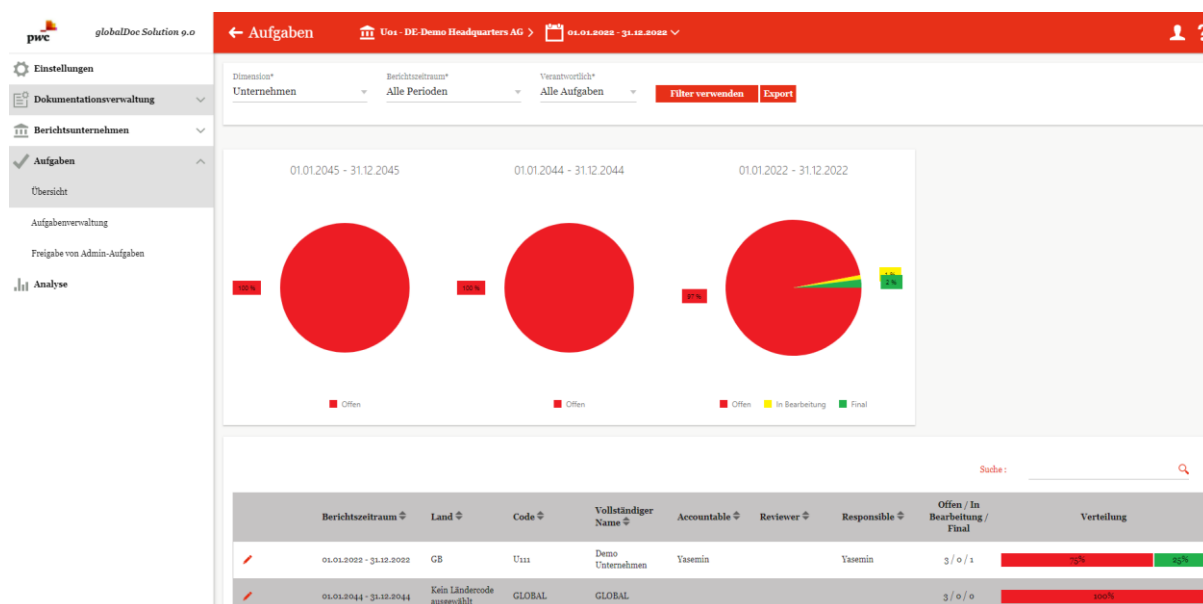 pwc
globalDoc Solution 9.0
← Aufgaben
U01 - DE-Demo Headquarters AG
01.01.2022 - 31.12.2022
Einstellungen
Dokumentationsverwaltung
Berichtsunternehmen
Aufgaben
Übersicht
Aufgabenverwaltung
Freigabe von Admin-Aufgaben
Analyse
Dimension* Berichtszeitraum* Verantwortlich*
Unternehmen Alle Perioden Alle Aufgaben Filter verwenden Export
01.01.2045 - 31.12.2045 01.01.2044 - 31.12.2044 01.01.2022 - 31.12.2022
100 % 100 % 97 % 2 %
Offen Offen Offen In Bearbeitung Final
Suche :
Berichtszeitraum Land Code Vollständiger Name Accountable Reviewer Responsible Offen / In Bearbeitung / Final Verteilung
01.01.2022 - 31.12.2022 GB U111 Demo Unternehmen Yasemin Yasemin 3 / 0 / 1 75% 25%
01.01.2044 - 31.12.2044 Kein Ländercode ausgewählt GLOBAL GLOBAL 3 / 0 / 0 100%